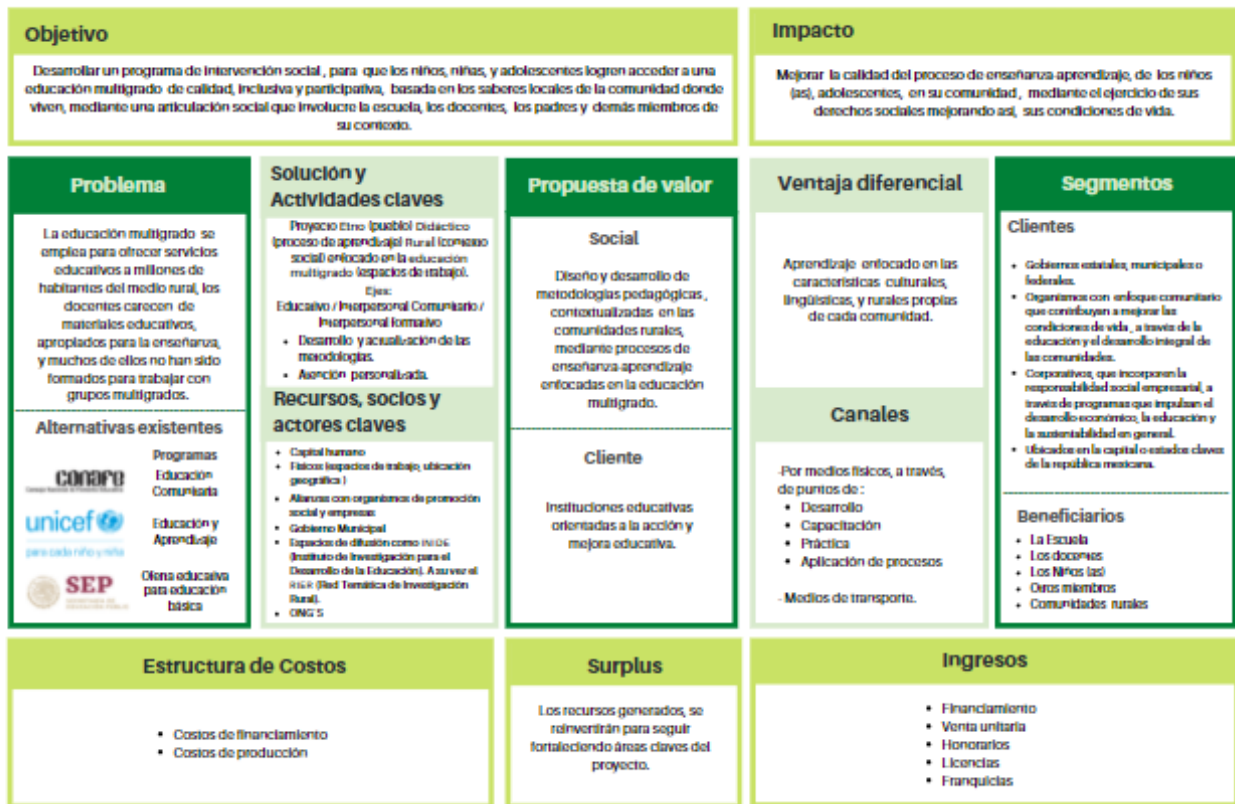 Objetivo
Desarrollar un programa de intervención social , para que los niños, niñas, y adolescentes logren acceder a una
educación multigrado de calidad, inclusiva y participativa, basada en los saberes locales de la comunidad donde
viven, mediante una articulación social que involucre la escuela, los docentes, los padres y demás miembros de
su contexto.
Impacto
Mejorar la calidad del proceso de enseñanza-aprendizaje, de los niños
(as), adolescentes, en su comunidad , mediante el ejercicio de sus
derechos sociales mejorando así, sus condiciones de vida.
Problema
La educación multigrado se
emplea para ofrecer servicios
educativos a millones de
habitantes del medio rural, los
docentes carecen de
materiales educativos,
apropiados para la enseñanza,
y muchos de ellos no han sido
formados para trabajar con
grupos multigrados.
Alternativas existentes
Programas
conafe
Educación
Comunitaria
unicef
para cada niño y niña
Educación y
Aprendizaje
SEP
SECRETARÍA DE EDUCACIÓN PÚBLICA
Oferta educativa
para educación
básica
Solución y
Actividades claves
Proyecto Etno (pueblo) Didáctico
(proceso de aprendizaje) Rural (contexto
social) enfocado en la educación
multigrado (espacios de trabajo).
Ejes:
Educativo / Interpersonal Comunitario /
Interpersonal formativo
• Desarrollo y actualización de las
metodologías.
• Atención personalizada.
Recursos, socios y
actores claves
• Capital humano
• Físicos (espacios de trabajo, ubicación
geográfica )
• Alianzas con organismos de promoción
social y empresas
• Gobierno Municipal
• Espacios de difusión como INIDE
(Instituto de Investigación para el
Desarrollo de la Educación). A su vez el
RIER (Red Temática de Investigación
Rural).
• ONG´S
Propuesta de valor
Social
Diseño y desarrollo de
metodologías pedagógicas ,
contextualizadas en las
comunidades rurales,
mediante procesos de
enseñanza-aprendizaje
enfocadas en la educación
multigrado.
Cliente
Instituciones educativas
orientadas a la acción y
mejora educativa.
Ventaja diferencial
Aprendizaje enfocado en las
características culturales,
lingüísticas, y rurales propias
de cada comunidad.
Canales
-Por medios físicos, a través,
de puntos de :
• Desarrollo
• Capacitación
• Práctica
• Aplicación de procesos
- Medios de transporte.
Segmentos
Clientes
• Gobiernos estatales, municipales o
federales.
• Organismos con enfoque comunitario
que contribuyan a mejorar las
condiciones de vida , a través de la
educación y el desarrollo integral de
las comunidades.
• Corporativos, que incorporen la
responsabilidad social empresarial, a
través de programas que impulsan el
desarrollo económico, la educación y
la sustentabilidad en general.
• Ubicados en la capital o estados claves
de la república mexicana.
Beneficiarios
• La Escuela
• Los docentes
• Los Niños (as)
• Otros miembros
• Comunidades rurales
Estructura de Costos
• Costos de financiamiento
• Costos de producción
Surplus
Los recursos generados, se
reinvertirán para seguir
fortaleciendo áreas claves del
proyecto.
Ingresos
• Financiamiento
• Venta unitaria
• Honorarios
• Licencias
• Franquicias